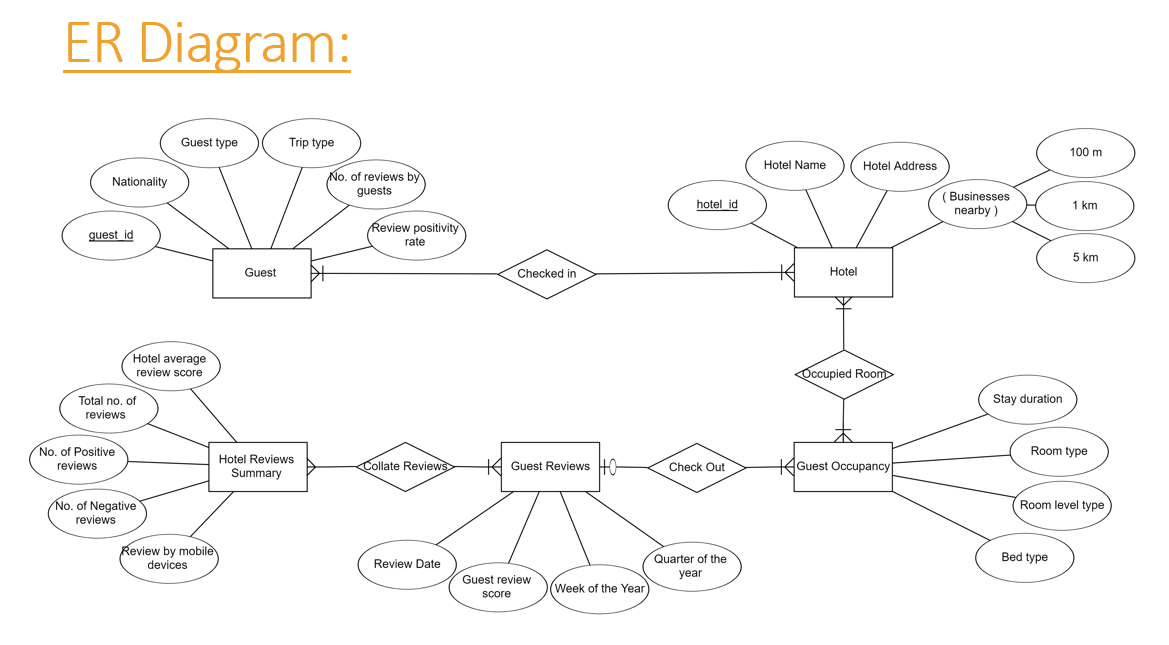 ER Diagram:
Guest type
Trip type
Nationality
No. of reviews by
guests
guest_id
Review positivity
rate
Guest
Checked in
Hotel Name
Hotel Address
hotel_id
( Businesses
nearby )
100 m
1 km
5 km
Hotel
Occupied Room
Hotel average
review score
Total no. of
reviews
No. of Positive
reviews
No. of Negative
reviews
Review by mobile
devices
Hotel Reviews
Summary
Collate Reviews
Guest Reviews
Check Out
Guest Occupancy
Stay duration
Room type
Room level type
Bed type
Review Date
Guest review
score
Week of the Year
Quarter of the
year